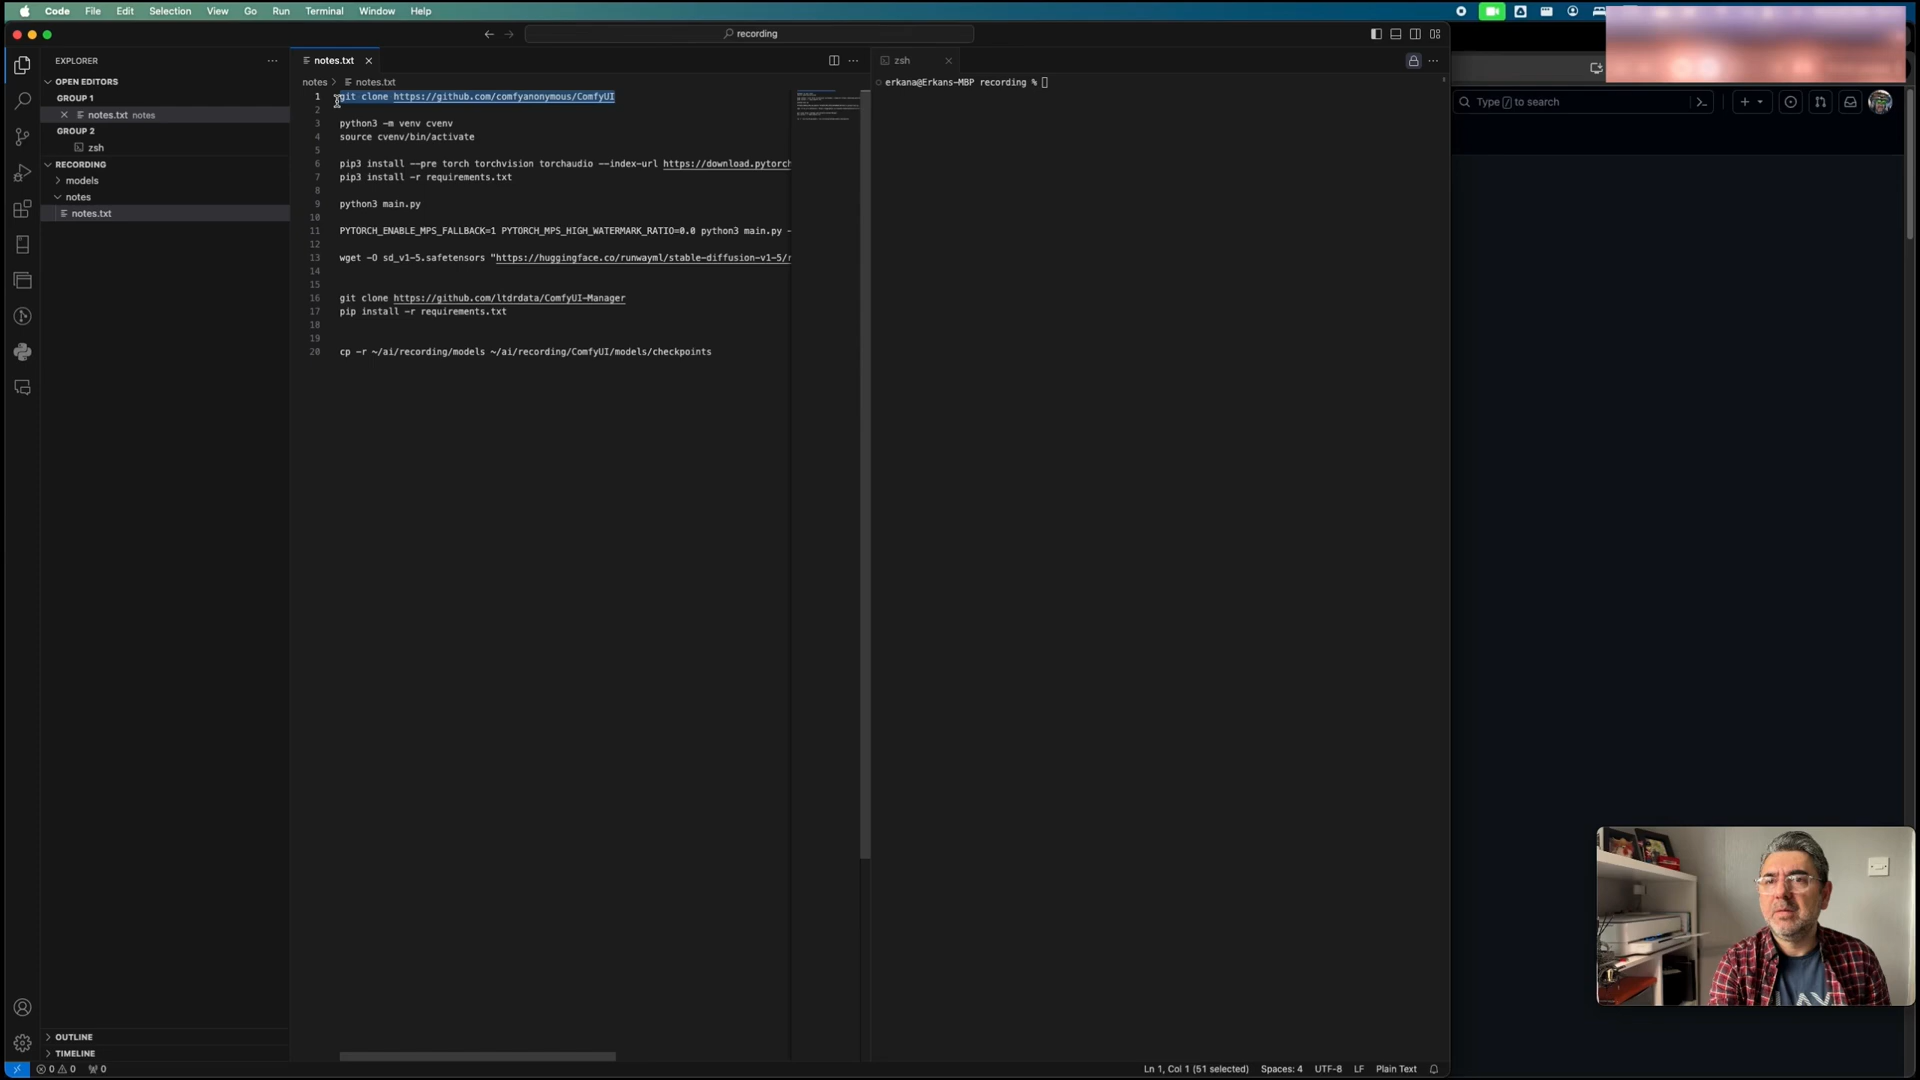 Code File Edit Selection View Go Run Terminal Window Help
recording
EXPLORER
OPEN EDITORS
GROUP 1
notes.txt notes
GROUP 2
zsh
RECORDING
models
notes
notes.txt
OUTLINE
TIMELINE
notes.txt
notes > notes.txt
1 git clone https://github.com/comfyanonymous/ComfyUI
2
3 python3 -m venv cvenv
4 source cvenv/bin/activate
5
6 pip3 install --pre torch torchvision torchaudio --index-url https://download.pytorch
7 pip3 install -r requirements.txt
8
9 python3 main.py
10
11 PYTORCH_ENABLE_MPS_FALLBACK=1 PYTORCH_MPS_HIGH_WATERMARK_RATIO=0.0 python3 main.py -
12
13 wget -O sd_v1-5.safetensors "https://huggingface.co/runwayml/stable-diffusion-v1-5/r
14
15
16 git clone https://github.com/ltdrdata/ComfyUI-Manager
17 pip install -r requirements.txt
18
19
20 cp -r ~/ai/recording/models ~/ai/recording/ComfyUI/models/checkpoints
zsh
erkana@Erkans-MBP recording %
Type / to search
0 0 0
Ln 1, Col 1 (51 selected) Spaces: 4 UTF-8 LF Plain Text